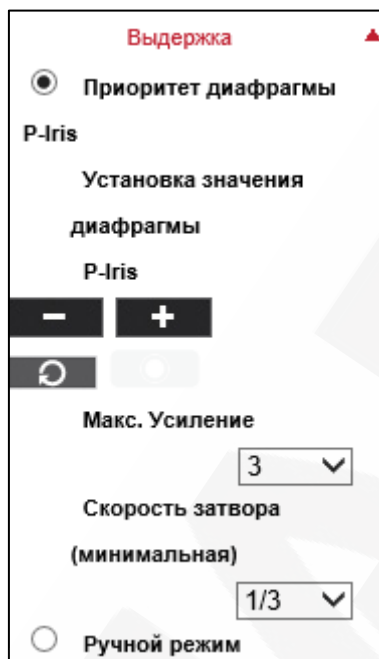 Выдержка
Приоритет диафрагмы
P-Iris
Установка значения
диафрагмы
P-Iris
− +
Макс. Усиление
3
Скорость затвора
(минимальная)
1/3
Ручной режим